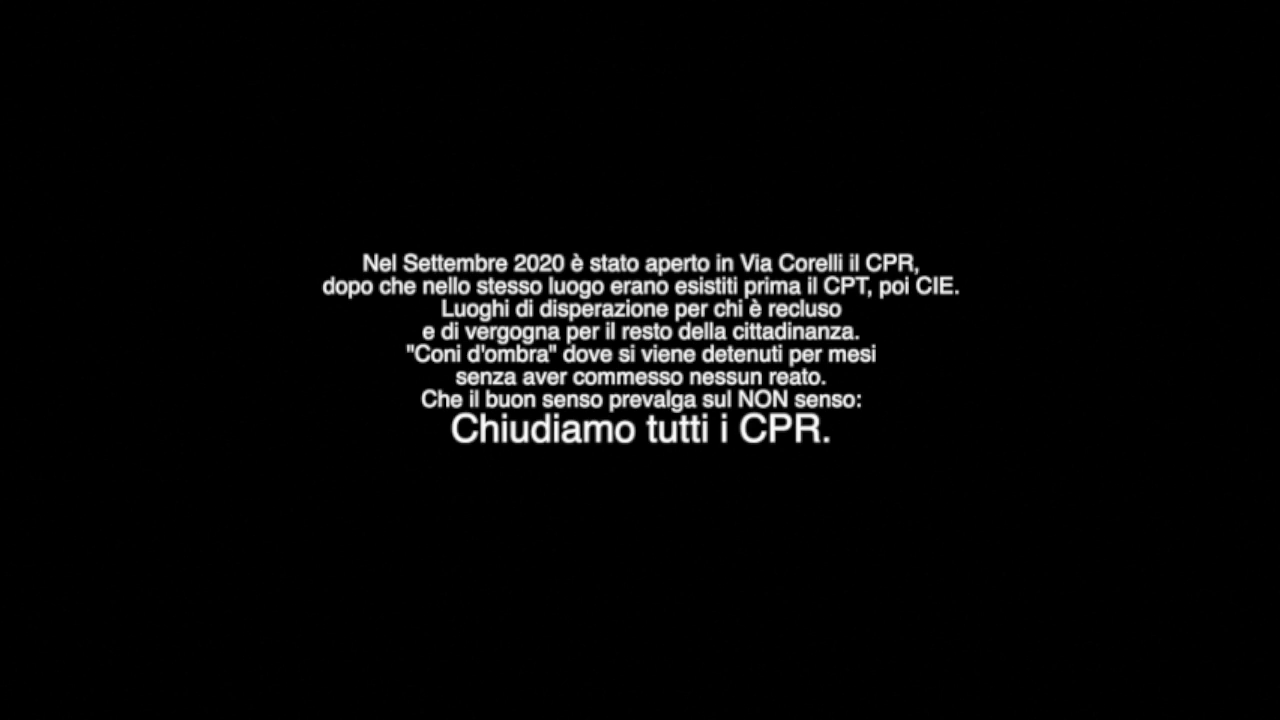 Nel Settembre 2020 è stato aperto in Via Corelli il CPR,
dopo che nello stesso luogo erano esistiti prima il CPT, poi CIE.
Luoghi di disperazione per chi è recluso
e di vergogna per il resto della cittadinanza.
"Coni d'ombra" dove si viene detenuti per mesi
senza aver commesso nessun reato.
Che il buon senso prevalga sul NON senso:
Chiudiamo tutti i CPR.